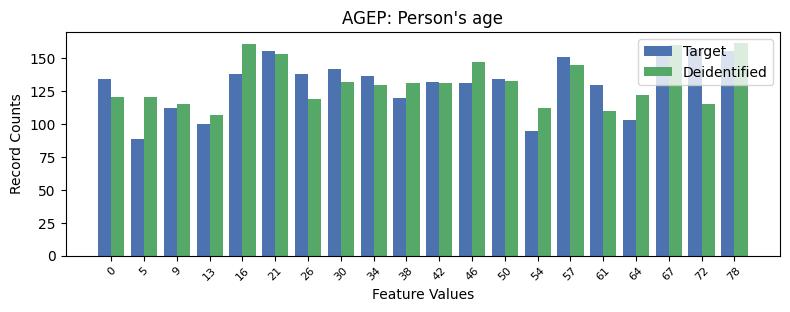 AGEP: Person's age
Target
Deidentified
Record Counts
150
125
100
75
50
25
0
0 5 9 13 16 21 26 30 34 38 42 46 50 54 57 61 64 67 72 78
Feature Values